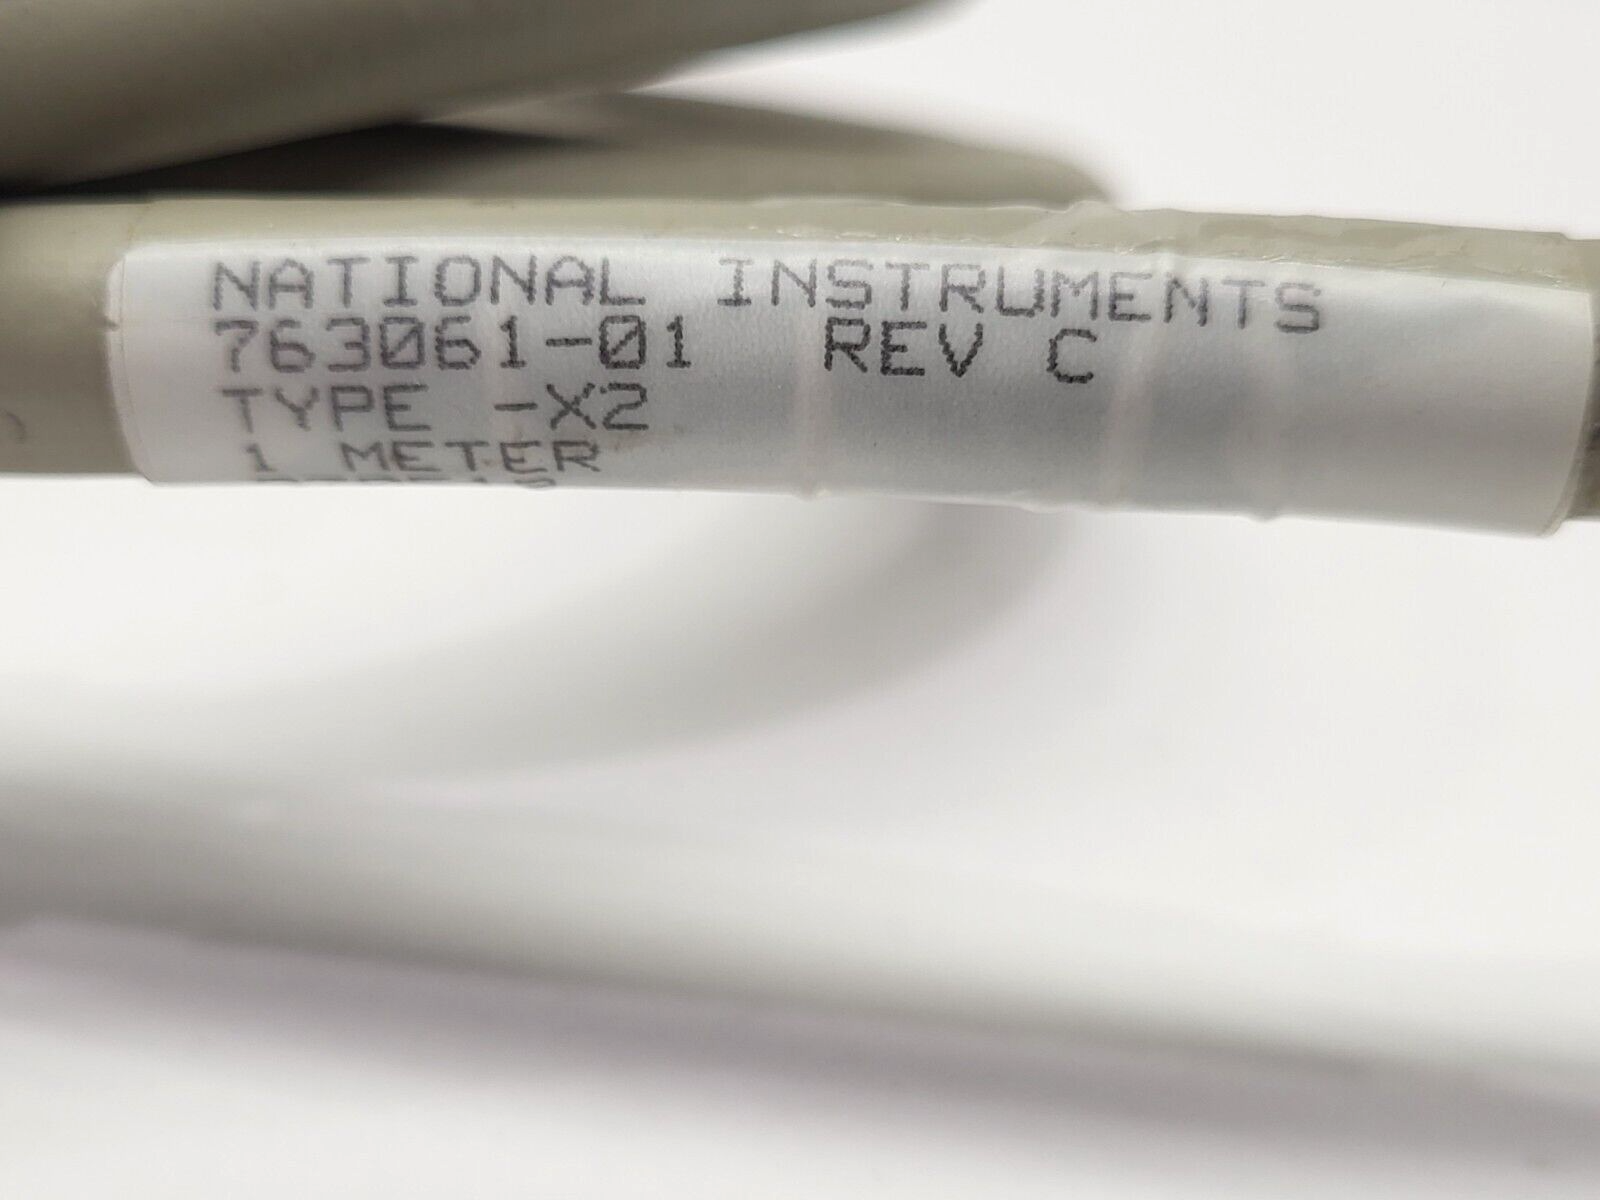 NATIONAL INSTRUMENTS
763061-01 REV C
TYPE -X2
1 METER